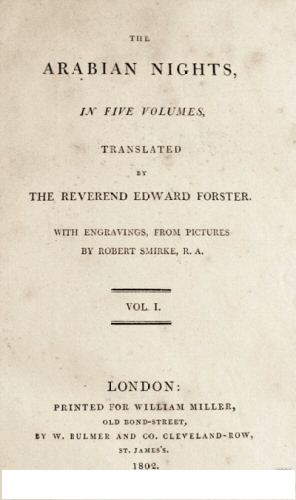 THE
ARABIAN NIGHTS,
IN FIVE VOLUMES,
TRANSLATED
BY
THE REVEREND EDWARD FORSTER.
WITH ENGRAVINGS, FROM PICTURES
BY ROBERT SMIRKE, R. A.
VOL. I.
LONDON:
PRINTED FOR WILLIAM MILLER,
OLD BOND-STREET,
BY W. BULMER AND CO. CLEVELAND-ROW,
ST. JAMES'S.
1802.